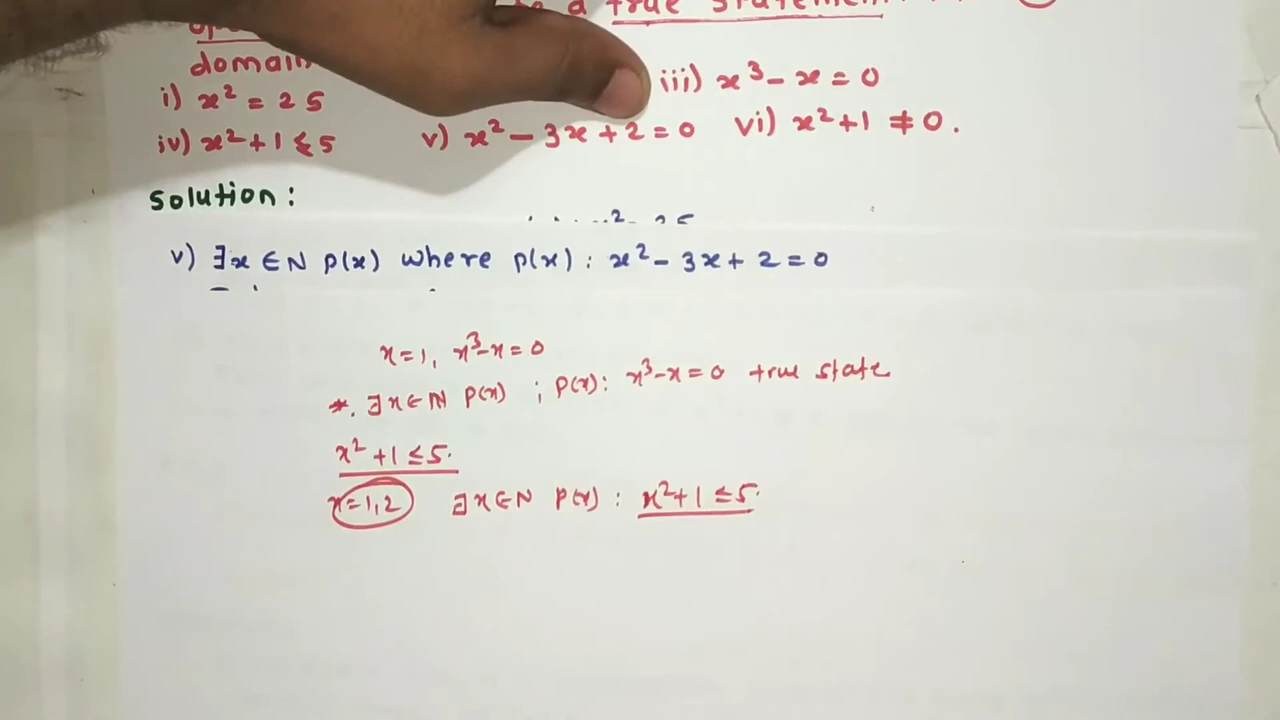 a true statement
domain
i) x² = 25 iii) x³ - x = 0
iv) x² + 1 ≤ 5 v) x² - 3x + 2 = 0 vi) x² + 1 ≠ 0.
Solution:
v) ∃x ∈ N p(x) where p(x) : x² - 3x + 2 = 0
x = 1, x³ - x = 0
*. ∃x ∈ N p(x) ; p(x) : x³ - x = 0 true state
x² + 1 ≤ 5.
x = 1, 2 ∃x ∈ N p(x) : x² + 1 ≤ 5.